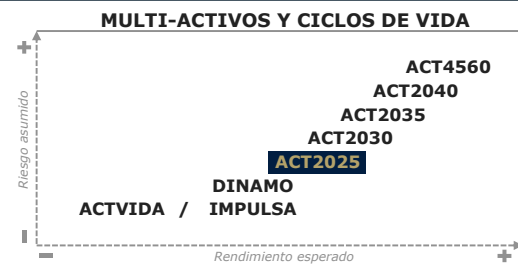 MULTI-ACTIVOS Y CICLOS DE VIDA
ACT4560
ACT2040
ACT2035
ACT2030
ACT2025
DINAMO
ACTVIDA / IMPULSA
Riesgo asumido
Rendimiento esperado